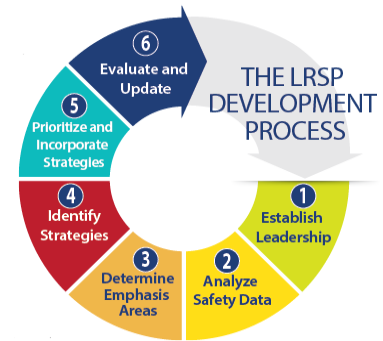 THE LRSP
DEVELOPMENT
PROCESS
1
Establish
Leadership
2
Analyze
Safety Data
3
Determine
Emphasis
Areas
4
Identify
Strategies
5
Prioritize and
Incorporate
Strategies
6
Evaluate and
Update